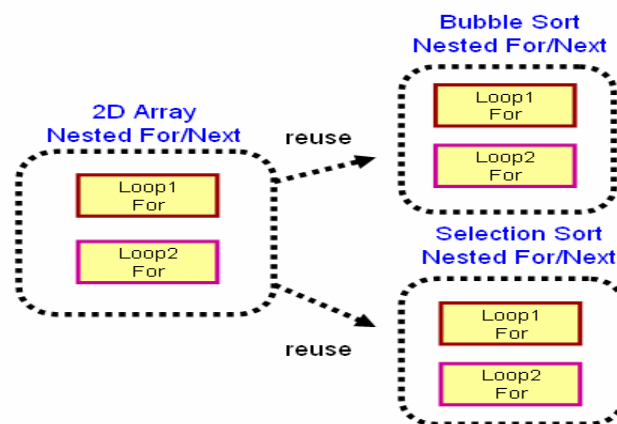 2D Array
Nested For/Next
Loop1
For
Loop2
For
reuse
reuse
Bubble Sort
Nested For/Next
Loop1
For
Loop2
For
Selection Sort
Nested For/Next
Loop1
For
Loop2
For